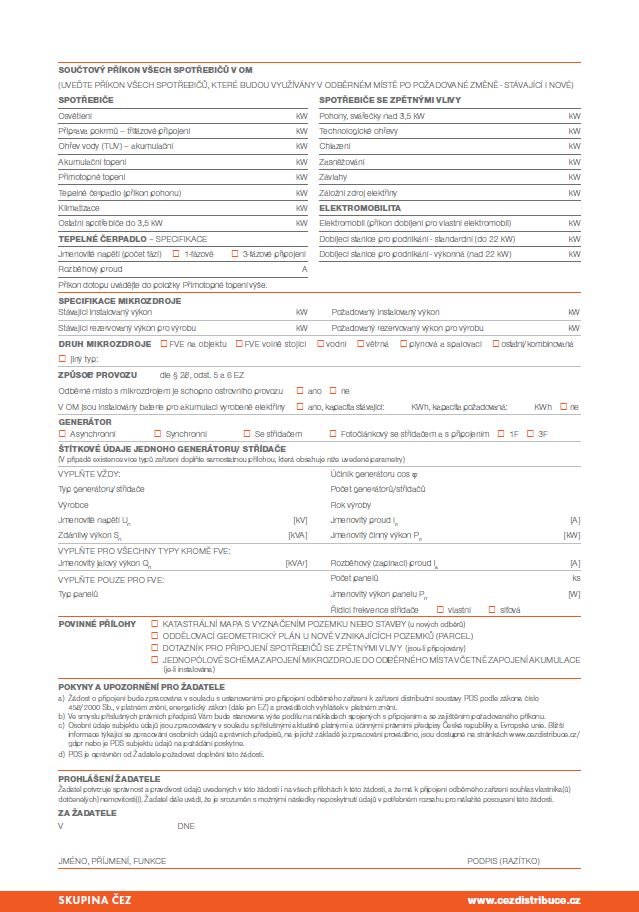 SOUČTOVÝ PŘÍKON VŠECH SPOTŘEBIČŮ V OM
(UVEĎTE PŘÍKON VŠECH SPOTŘEBIČŮ, KTERÉ BUDOU VYUŽÍVÁNY V ODBĚRNÉM MÍSTĚ PO POŽADOVANÉ ZMĚNĚ - STÁVAJÍCÍ I NOVÉ)
SPOTŘEBIČE
Osvětlení kW
Příprava pokrmů – třífázové připojení kW
Ohřev vody (TUV) – akumulační kW
Akumulační topení kW
Přímotopné topení kW
Tepelné čerpadlo (příkon pohonu) kW
Klimatizace kW
Ostatní spotřebiče do 3,5 kW kW
TEPELNÉ ČERPADLO – SPECIFIKACE
Jmenovité napětí (počet fází) ☐ 1-fázové ☐ 3-fázové připojení
Rozběhový proud A
Příkon dotopu uvádějte do položky Přímotopné topení výše.
SPOTŘEBIČE SE ZPĚTNÝMI VLIVY
Pohony, svářečky nad 3,5 kW kW
Technologické ohřevy kW
Chlazení kW
Zasněžování kW
Závlahy kW
Záložní zdroj elektřiny kW
ELEKTROMOBILITA
Elektromobil (příkon dobíjení pro vlastní elektromobil) kW
Dobíjecí stanice pro podnikání - standardní (do 22 kW) kW
Dobíjecí stanice pro podnikání - výkonná (nad 22 kW) kW
SPECIFIKACE MIKROZDROJE
Stávající instalovaný výkon kW Požadovaný instalovaný výkon kW
Stávající rezervovaný výkon pro výrobu kW Požadovaný rezervovaný výkon pro výrobu kW
DRUH MIKROZDROJE ☐ FVE na objektu ☐ FVE volně stojící ☐ vodní ☐ větrná ☐ plynová a spalovací ☐ ostatní/kombinovaná
☐ jiný typ:
ZPŮSOB PROVOZU dle § 28, odst. 5 a 6 EZ
Odběrné místo s mikrozdrojem je schopno ostrovního provozu ☐ ano ☐ ne
V OM jsou instalovány baterie pro akumulaci vyrobené elektřiny ☐ ano, kapacita stávající: KWh, kapacita požadovaná: KWh ☐ ne
GENERÁTOR
☐ Asynchronní ☐ Synchronní ☐ Se střídačem ☐ Fotočlánkový se střídačem a s připojením ☐ 1F ☐ 3F
ŠTÍTKOVÉ ÚDAJE JEDNOHO GENERÁTORU/ STŘÍDAČE
(V případě existence více typů zařízení doplňte samostatnou přílohou, která obsahuje níže uvedené parametry)
VYPLŇTE VŽDY: Účiník generátoru cos φ
Typ generátoru/střídače Počet generátorů/střídačů
Výrobce Rok výroby
Jmenovité napětí Un [kV] Jmenovitý proud In [A]
Zdánlivý výkon Sn [kVA] Jmenovitý činný výkon Pn [kW]
VYPLŇTE PRO VŠECHNY TYPY KROMĚ FVE:
Jmenovitý jalový výkon Qn [kVAr] Rozběhový (zapínací) proud Ia [A]
VYPLŇTE POUZE PRO FVE: Počet panelů ks
Typ panelů Jmenovitý výkon panelu Pn [W]
Řídící frekvence střídače ☐ vlastní ☐ síťová
POVINNÉ PŘÍLOHY ☐ KATASTRÁLNÍ MAPA S VYZNAČENÍM POZEMKU NEBO STAVBY (u nových odběrů)
☐ ODDĚLOVACÍ GEOMETRICKÝ PLÁN U NOVĚ VZNIKAJÍCÍCH POZEMKŮ (PARCEL)
☐ DOTAZNÍK PRO PŘIPOJENÍ SPOTŘEBIČŮ SE ZPĚTNÝMI VLIVY (jsou-li připojovány)
☐ JEDNOPÓLOVÉ SCHÉMA ZAPOJENÍ MIKROZDROJE DO ODBĚRNÉHO MÍSTA VČETNĚ ZAPOJENÍ AKUMULACE
(je-li instalována)
POKYNY A UPOZORNĚNÍ PRO ŽADATELE
a) Žádost o připojení bude zpracována v souladu s ustanoveními pro připojení odběrného zařízení k zařízení distribuční soustavy PDS podle zákona číslo
458/2000 Sb., v platném znění, energetický zákon (dále jen EZ) a prováděcích vyhlášek v platném znění.
b) Ve smyslu příslušných právních předpisů Vám bude stanovena výše podílu na nákladech spojených s připojením a se zajištěním požadovaného příkonu.
c) Osobní údaje subjektu údajů jsou zpracovávány v souladu s příslušnými aktuálně platnými a účinnými právními předpisy České republiky a Evropské unie. Bližší
informace týkající se zpracování osobních údajů a právních předpisů, na jejichž základě je zpracování prováděno, jsou dostupné na stránkách www.cezdistribuce.cz/
gdpr nebo je PDS subjektu údajů na požádání poskytne.
d) PDS je oprávněn od Žadatele požadovat doplnění této žádosti.
PROHLÁŠENÍ ŽADATELE
Žadatel potvrzuje správnost a pravdivost údajů uvedených v této žádosti i na všech přílohách k této žádosti, a že má k připojení odběrného zařízení souhlas vlastníka(ů)
dotčené(ých) nemovitosti(í). Žadatel dále uvádí, že je srozuměn s možnými následky neposkytnutí údajů v potřebném rozsahu pro náležité posouzení této žádosti.
ZA ŽADATELE
V DNE
JMÉNO, PŘÍJMENÍ, FUNKCE PODPIS (RAZÍTKO)
SKUPINA ČEZ www.cezdistribuce.cz